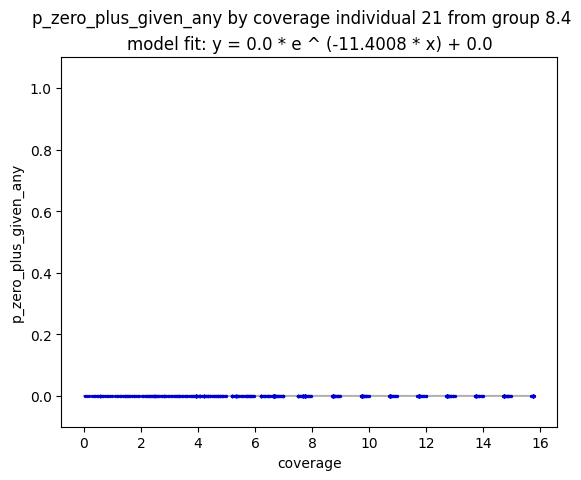 p_zero_plus_given_any by coverage individual 21 from group 8.4
model fit: y = 0.0 * e ^ (-11.4008 * x) + 0.0
1.0
0.8
0.6
0.4
0.2
0.0
p_zero_plus_given_any
0 2 4 6 8 10 12 14 16
coverage